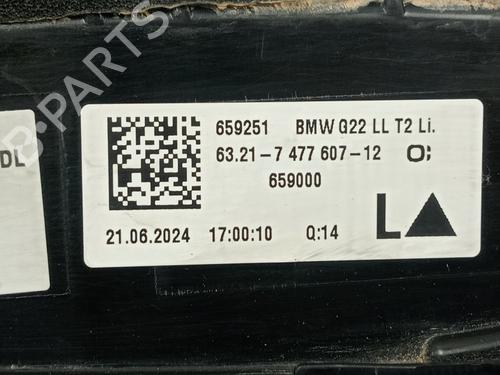 B-PARTS
DL
659251 BMW G22 LL T2 Li.
63.21-7 477 607-12
659000
21.06.2024 17:00:10 Q:14
L